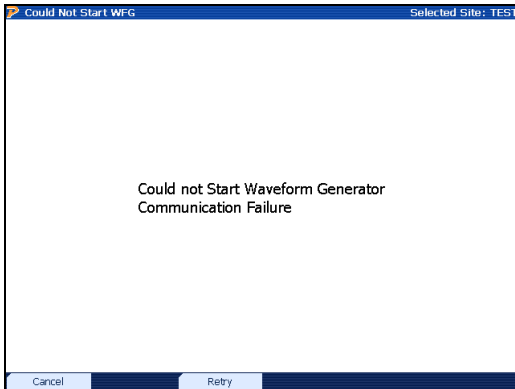 Could Not Start WFG
Selected Site: TEST
Could not Start Waveform Generator
Communication Failure
Cancel
Retry